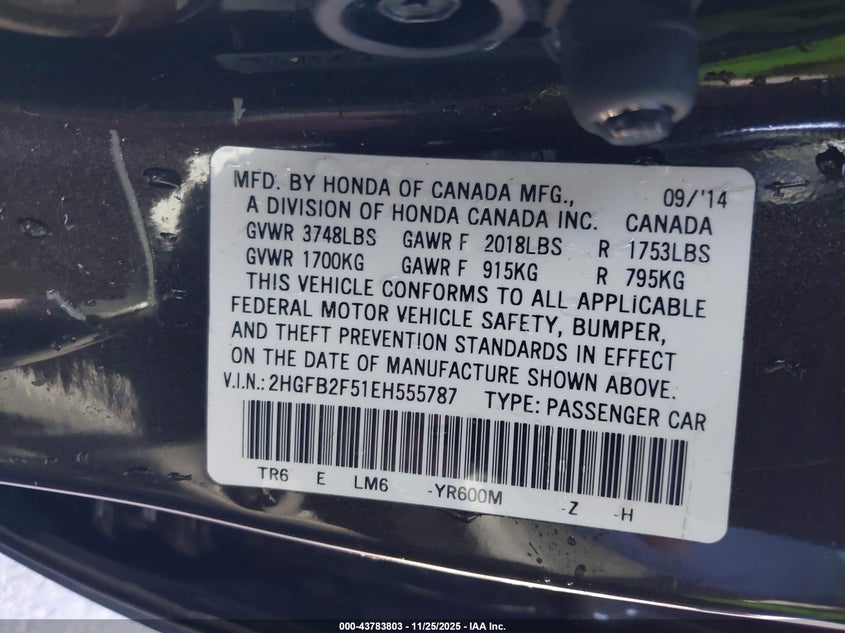 MFD. BY HONDA OF CANADA MFG., 09/'14
A DIVISION OF HONDA CANADA INC. CANADA
GVWR 3748LBS GAWR F 2018LBS R 1753LBS
GVWR 1700KG GAWR F 915KG R 795KG
THIS VEHICLE CONFORMS TO ALL APPLICABLE
FEDERAL MOTOR VEHICLE SAFETY, BUMPER,
AND THEFT PREVENTION STANDARDS IN EFFECT
ON THE DATE OF MANUFACTURE SHOWN ABOVE.
V.I.N.: 2HGFB2F51EH555787 TYPE: PASSENGER CAR
TR6 E LM6 -YR600M -Z -H
000-43783803 - 11/25/2025 - IAA Inc.